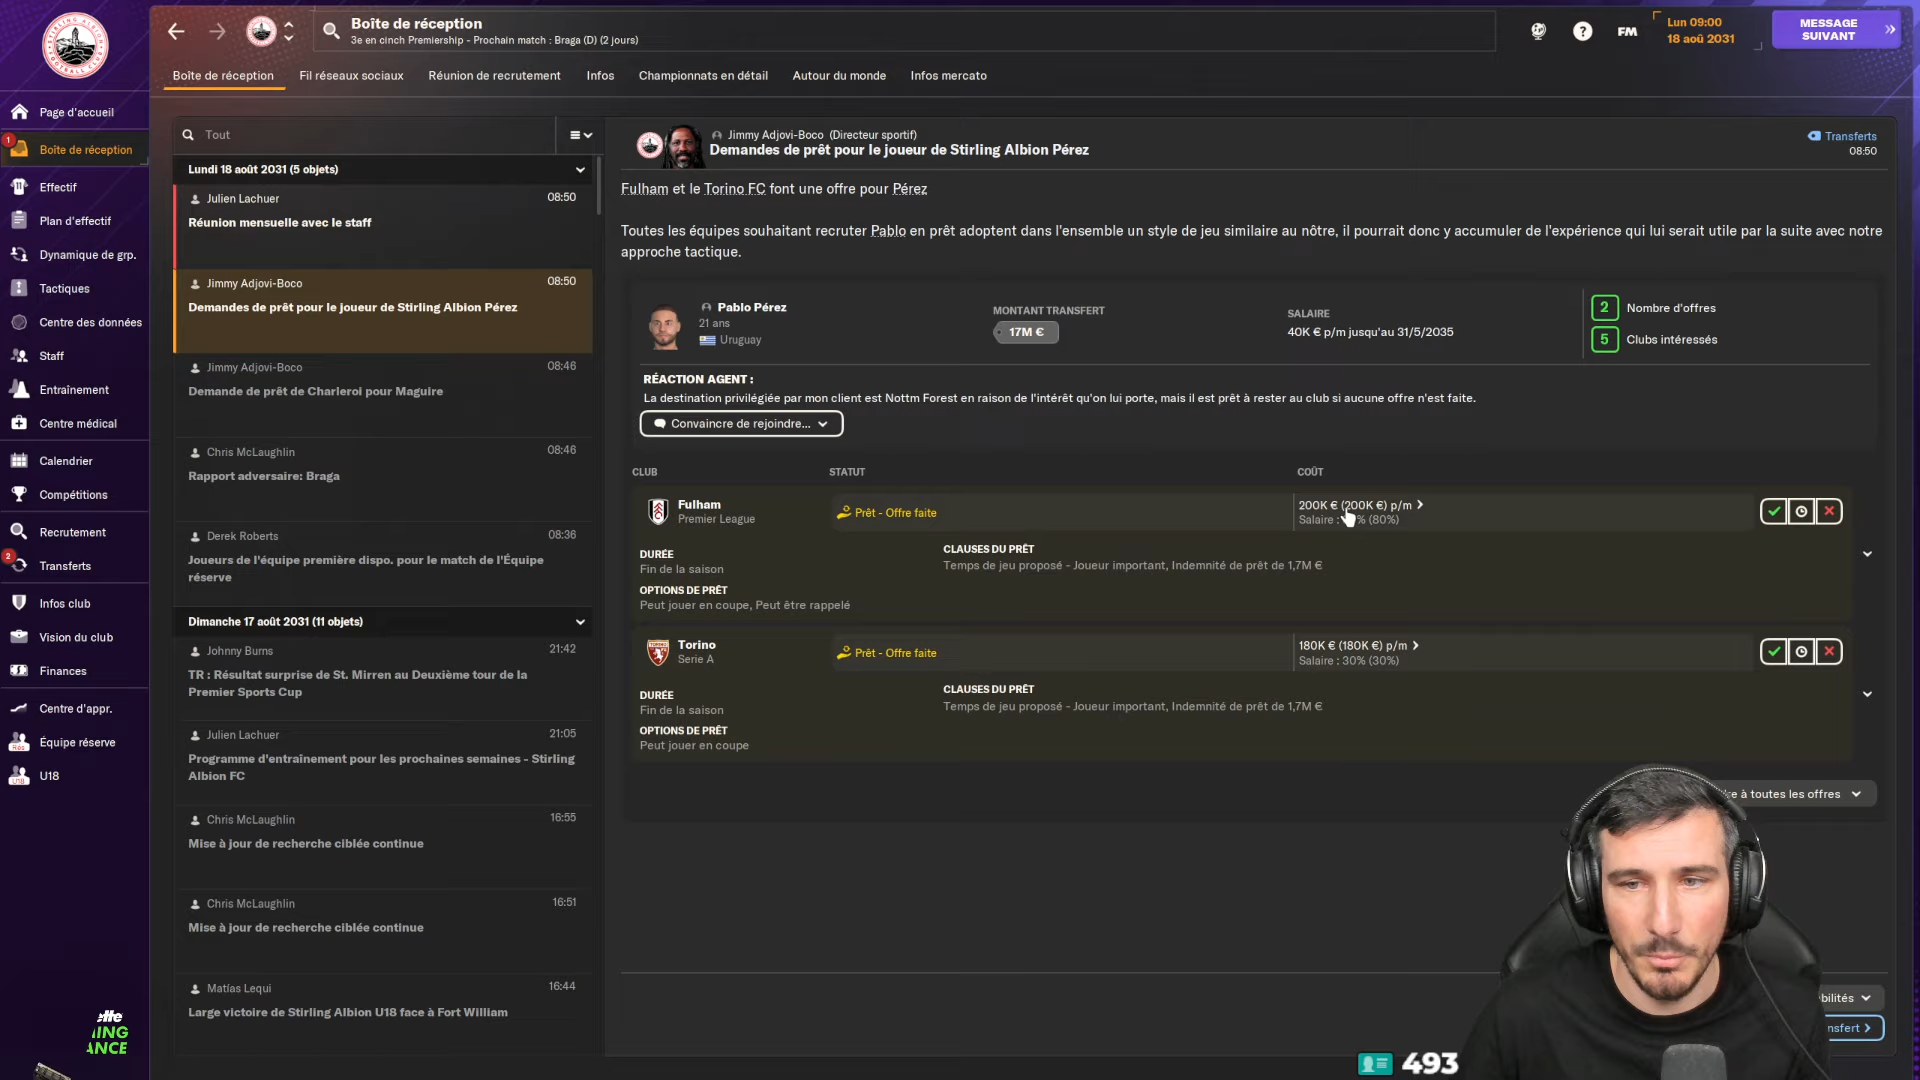 Boîte de réception
3e en cinch Premiership - Prochain match : Braga (D) (2 jours)
FM
Lun 09:00
18 aoû 2031
MESSAGE
SUIVANT
Boîte de réception
Fil réseaux sociaux
Réunion de recrutement
Infos
Championnats en détail
Autour du monde
Infos mercato
Page d'accueil
1
Boîte de réception
Effectif
Plan d'effectif
Dynamique de grp.
Tactiques
Centre des données
Staff
Entraînement
Centre médical
Calendrier
Compétitions
Recrutement
2
Transferts
Infos club
Vision du club
Finances
Centre d'appr.
Équipe réserve
U18
Tout
Lundi 18 août 2031 (5 objets)
Julien Lachuer
08:50
Réunion mensuelle avec le staff
Jimmy Adjovi-Boco
08:50
Demandes de prêt pour le joueur de Stirling Albion Pérez
Jimmy Adjovi-Boco
08:46
Demande de prêt de Charleroi pour Maguire
Chris McLaughlin
08:46
Rapport adversaire: Braga
Derek Roberts
08:36
Joueurs de l'équipe première dispo. pour le match de l'Équipe
réserve
Dimanche 17 août 2031 (11 objets)
Johnny Burns
21:42
TR : Résultat surprise de St. Mirren au Deuxième tour de la
Premier Sports Cup
Julien Lachuer
21:05
Programme d'entraînement pour les prochaines semaines - Stirling
Albion FC
Chris McLaughlin
16:55
Mise à jour de recherche ciblée continue
Chris McLaughlin
16:51
Mise à jour de recherche ciblée continue
Matías Lequi
16:44
Large victoire de Stirling Albion U18 face à Fort William
Jimmy Adjovi-Boco (Directeur sportif)
Demandes de prêt pour le joueur de Stirling Albion Pérez
Transferts
08:50
Fulham et le Torino FC font une offre pour Pérez
Toutes les équipes souhaitant recruter Pablo en prêt adoptent dans l'ensemble un style de jeu similaire au nôtre, il pourrait donc y accumuler de l'expérience qui lui serait utile par la suite avec notre
approche tactique.
Pablo Pérez
21 ans
Uruguay
MONTANT TRANSFERT
17M €
SALAIRE
40K € p/m jusqu'au 31/5/2035
2 Nombre d'offres
5 Clubs intéressés
RÉACTION AGENT :
La destination privilégiée par mon client est Nottm Forest en raison de l'intérêt qu'on lui porte, mais il est prêt à rester au club si aucune offre n'est faite.
Convaincre de rejoindre...
CLUB
STATUT
COÛT
Fulham
Premier League
Prêt - Offre faite
200K € (200K €) p/m
Salaire : % (80%)
DURÉE
Fin de la saison
CLAUSES DU PRÊT
Temps de jeu proposé - Joueur important, Indemnité de prêt de 1,7M €
OPTIONS DE PRÊT
Peut jouer en coupe, Peut être rappelé
Torino
Serie A
Prêt - Offre faite
180K € (180K €) p/m
Salaire : 30% (30%)
DURÉE
Fin de la saison
CLAUSES DU PRÊT
Temps de jeu proposé - Joueur important, Indemnité de prêt de 1,7M €
OPTIONS DE PRÊT
Peut jouer en coupe
à toutes les offres
493